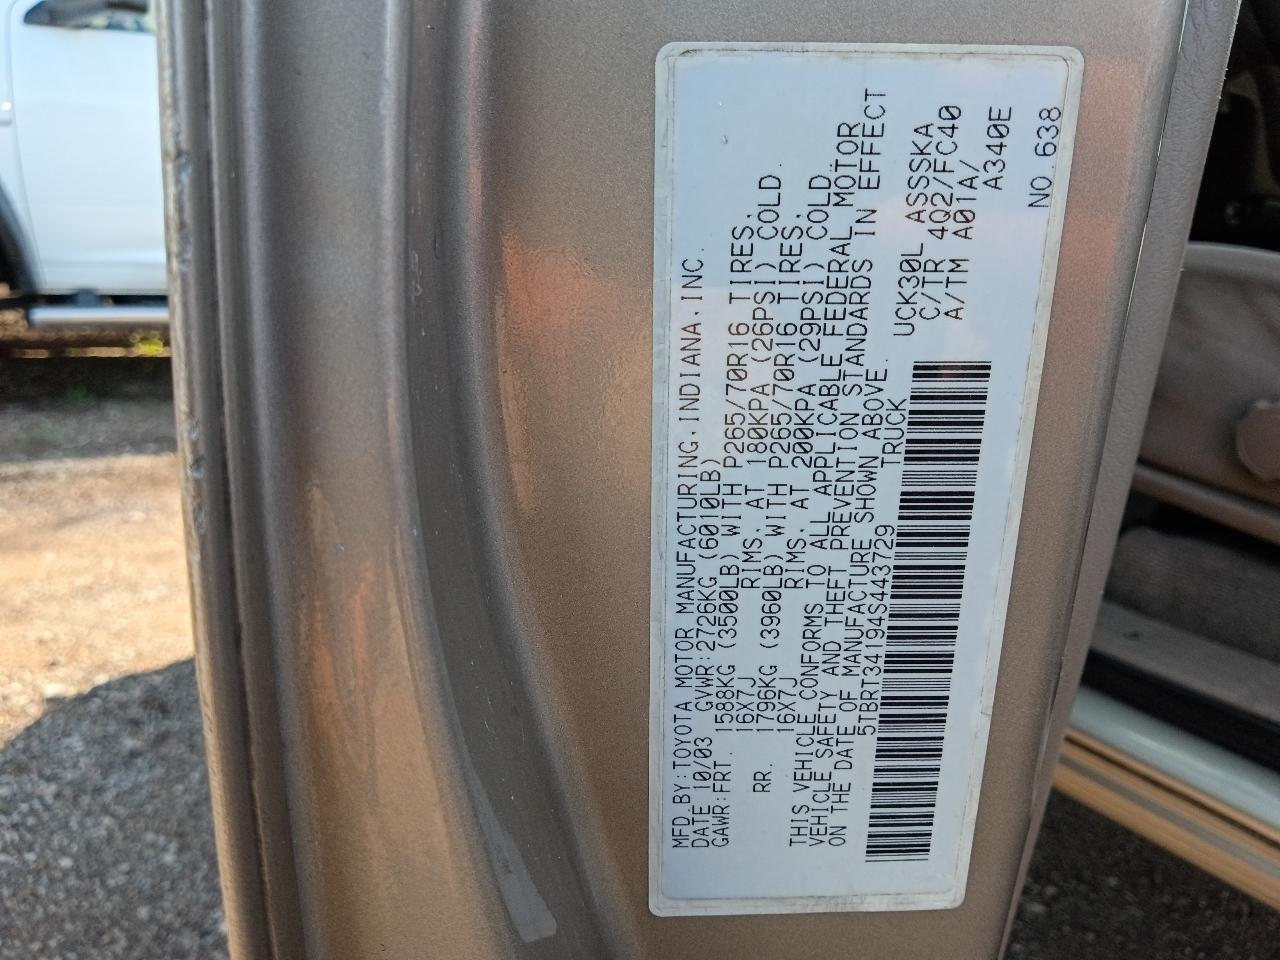 MFD.BY:TOYOTA MOTOR MANUFACTURING,INDIANA,INC.
DATE 10/03 GVWR:2726KG (6010LB)
GAWR:FRT. 1588KG (3500LB) WITH P265/70R16 TIRES,
16X7J RIMS, AT 180KPA (26PSI) COLD
RR. 1796KG (3960LB) WITH P265/70R16 TIRES,
16X7J RIMS, AT 200KPA (29PSI) COLD
THIS VEHICLE CONFORMS TO ALL APPLICABLE FEDERAL MOTOR
VEHICLE SAFETY AND THEFT PREVENTION STANDARDS IN EFFECT
ON THE DATE OF MANUFACTURE SHOWN ABOVE.
5TBRT34194S443729 TRUCK
UCK30L ASSSKA
C/TR 4Q2/FC40
A/TM A01A/
A340E
NO.638